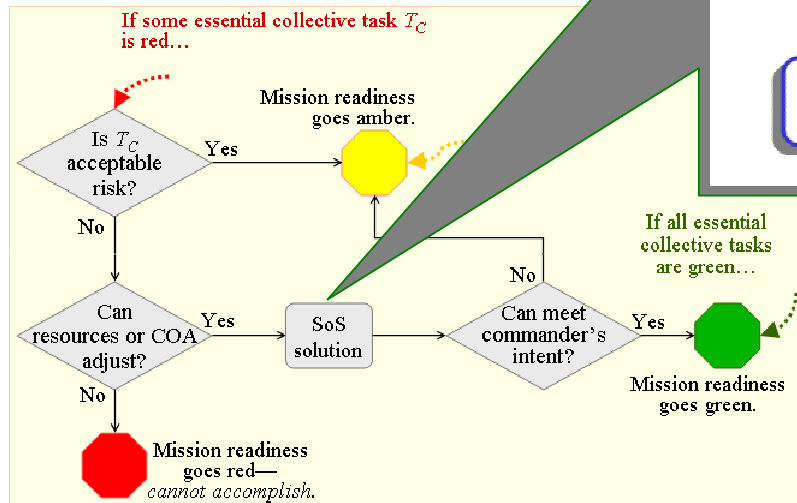 If some essential collective task T_C
is red…
Mission readiness
goes amber.
Is T_C
acceptable
risk?
Yes
No
If all essential
collective tasks
are green…
No
Can
resources or COA
adjust?
Yes
SoS
solution
Can meet
commander's
intent?
Yes
No
Mission readiness
goes green.
Mission readiness
goes red—
cannot accomplish.